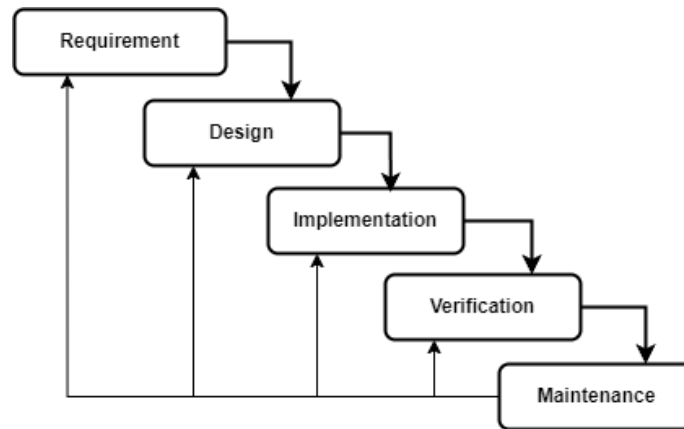 Requirement
Design
Implementation
Verification
Maintenance